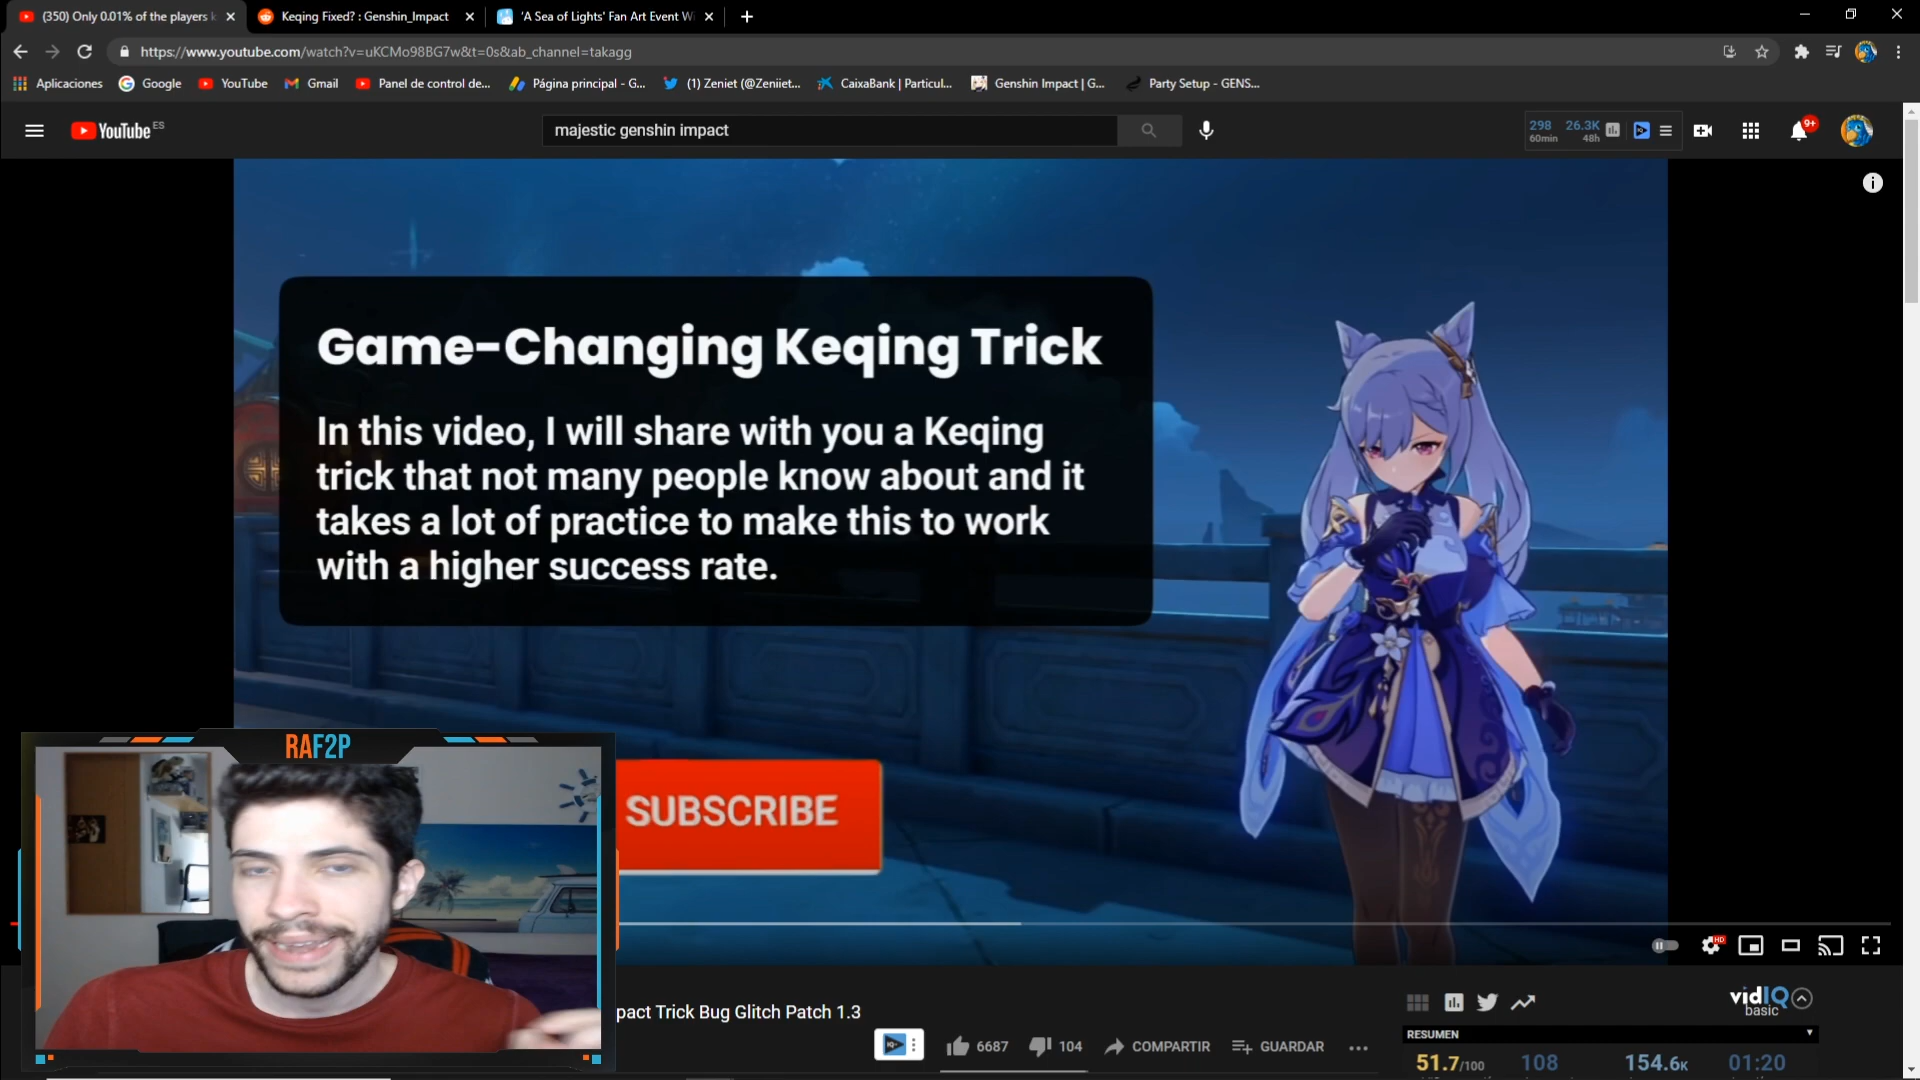 (350) Only 0.01% of the players k
Keqing Fixed? : Genshin_Impact
'A Sea of Lights' Fan Art Event W
https://www.youtube.com/watch?v=uKCMo98BG7w&t=0s&ab_channel=takagg
Aplicaciones
Google
YouTube
Gmail
Panel de control de...
Página principal - G...
(1) Zeniet (@Zeniiet...
CaixaBank | Particul...
Genshin Impact | G...
Party Setup - GENS...
YouTube ES
majestic genshin impact
298 60min
26.3K 48h
9+
Game-Changing Keqing Trick
In this video, I will share with you a Keqing
trick that not many people know about and it
takes a lot of practice to make this to work
with a higher success rate.
RAF2P
SUBSCRIBE
HD
pact Trick Bug Glitch Patch 1.3
6687
104
COMPARTIR
GUARDAR
vidIQ
basic
RESUMEN
51.7/100
108
154.6K
01:20